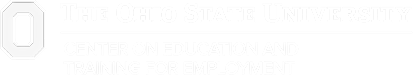 THE OHIO STATE UNIVERSITY
CENTER ON EDUCATION AND
TRAINING FOR EMPLOYMENT